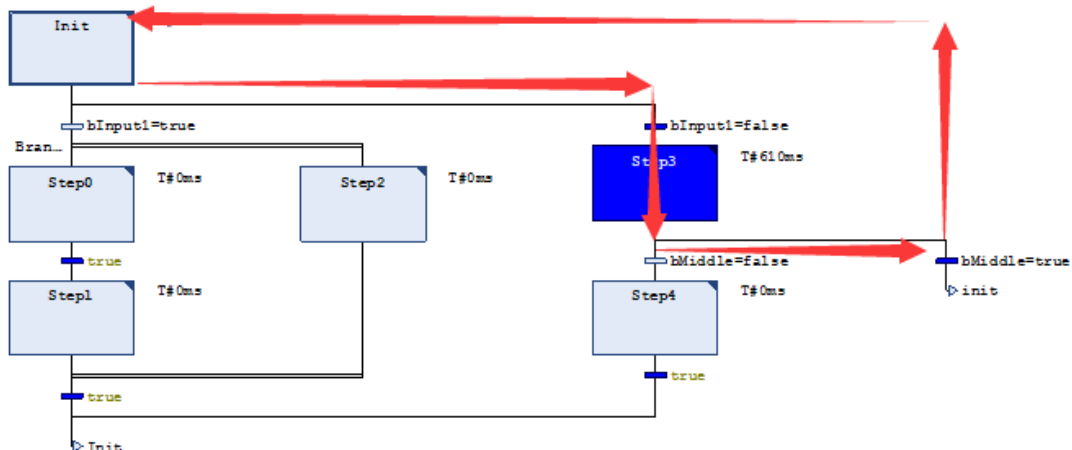 Init
bInput1=true
bInput1=false
Bran...
Step0
T#0ms
Step2
T#0ms
Step3
T#610ms
true
bMiddle=false
bMiddle=true
Step1
T#0ms
Step4
T#0ms
init
true
true
Init